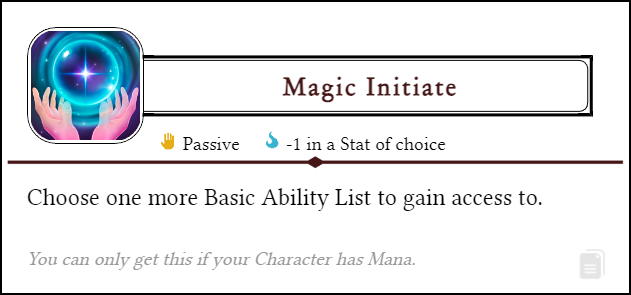 Magic Initiate
Passive -1 in a Stat of choice
Choose one more Basic Ability List to gain access to.
You can only get this if your Character has Mana.